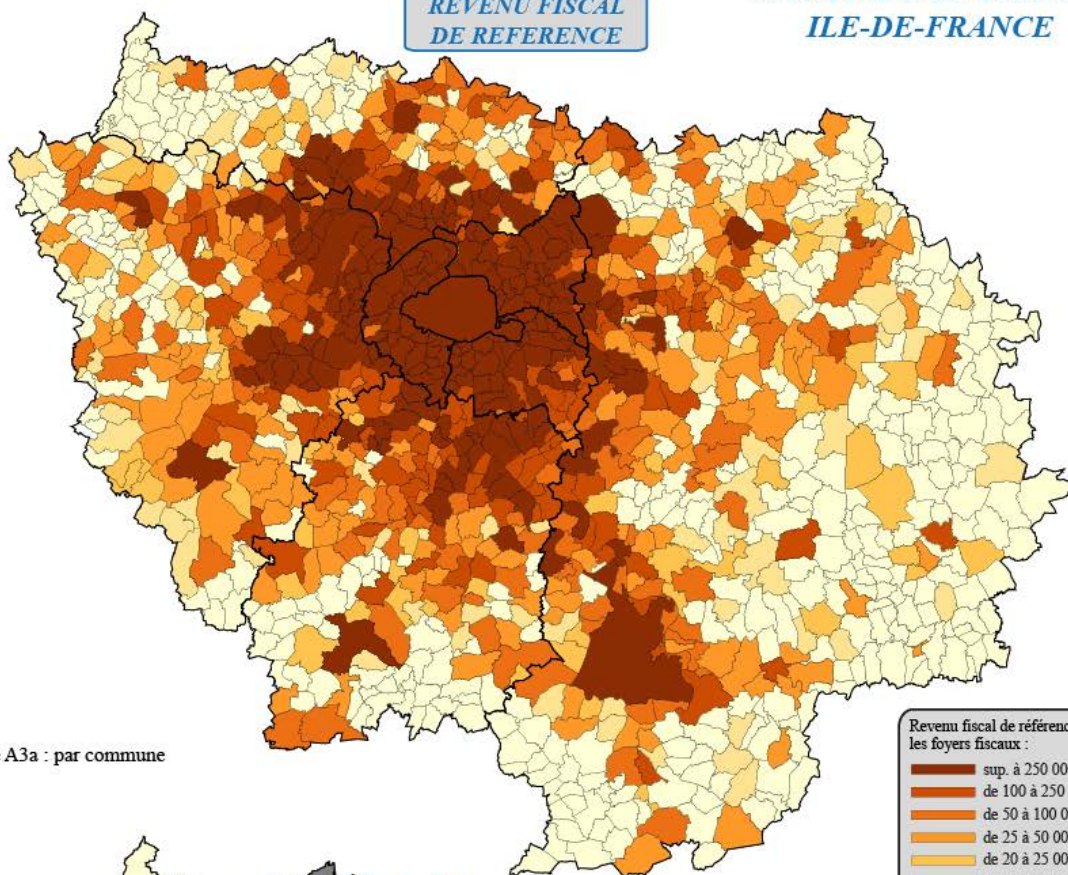 REVENU FISCAL
DE REFERENCE
ILE-DE-FRANCE
A3a : par commune
Revenu fiscal de référenc
les foyers fiscaux :
sup. à 250 00
de 100 à 250
de 50 à 100 0
de 25 à 50 00
de 20 à 25 00